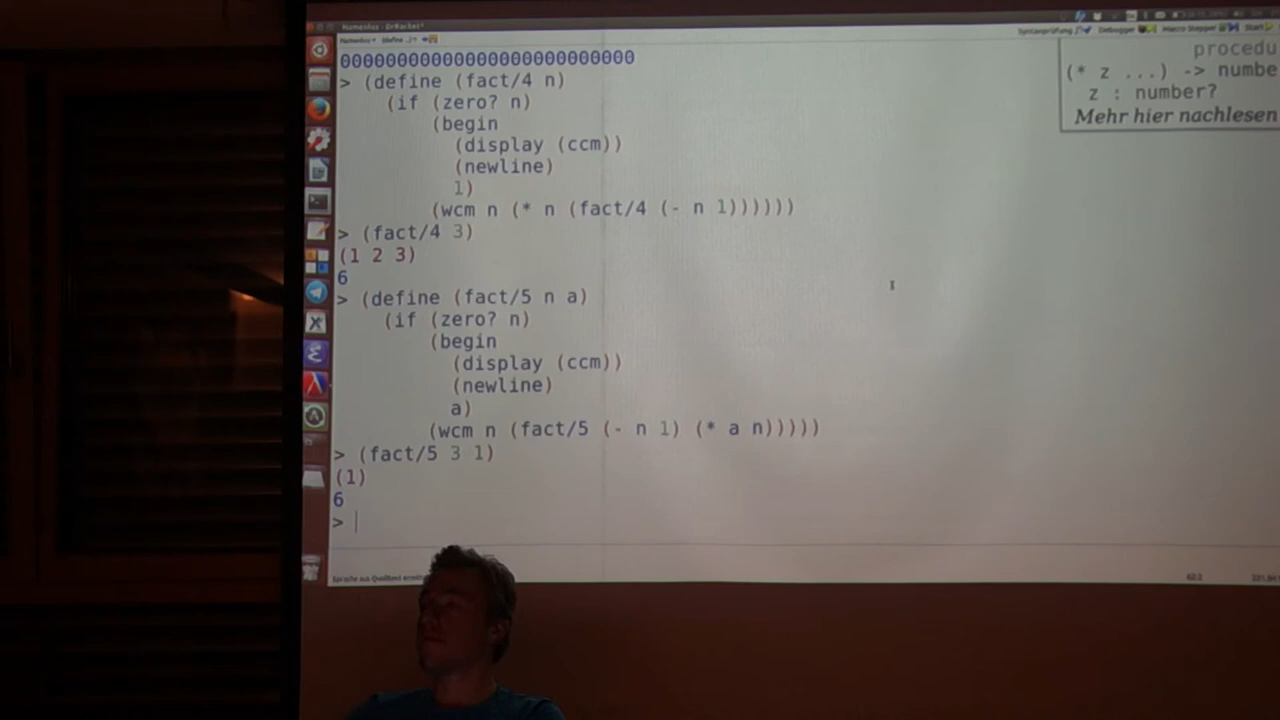 Debugger
procedu
00000000000000000000000000
(* z ...) -> numbe
> (define (fact/4 n)
z : number?
(if (zero? n)
Mehr hier nachlesen
(begin
(display (ccm))
(newline)
1)
(wcm n (* n (fact/4 (- n 1))))))
> (fact/4 3)
(1 2 3)
6
> (define (fact/5 n a)
(if (zero? n)
(begin
(display (ccm))
(newline)
a)
(wcm n (fact/5 (- n 1) (* a n)))))
> (fact/5 3 1)
(1)
6
>